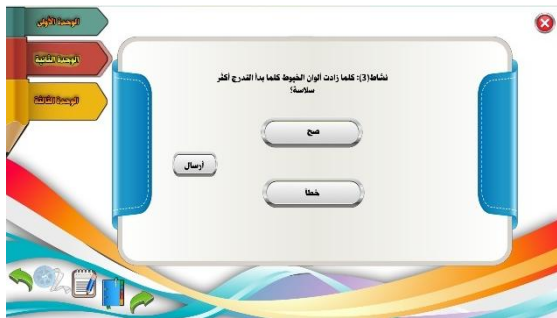 الوحدة الأولى
الوحدة الثانية
الوحدة الثالثة
نشاط(3): كلما زادت ألوان الخيوط كلما بدأ التدرج أكثر
سلاسة؟
صح
أرسال
خطأ